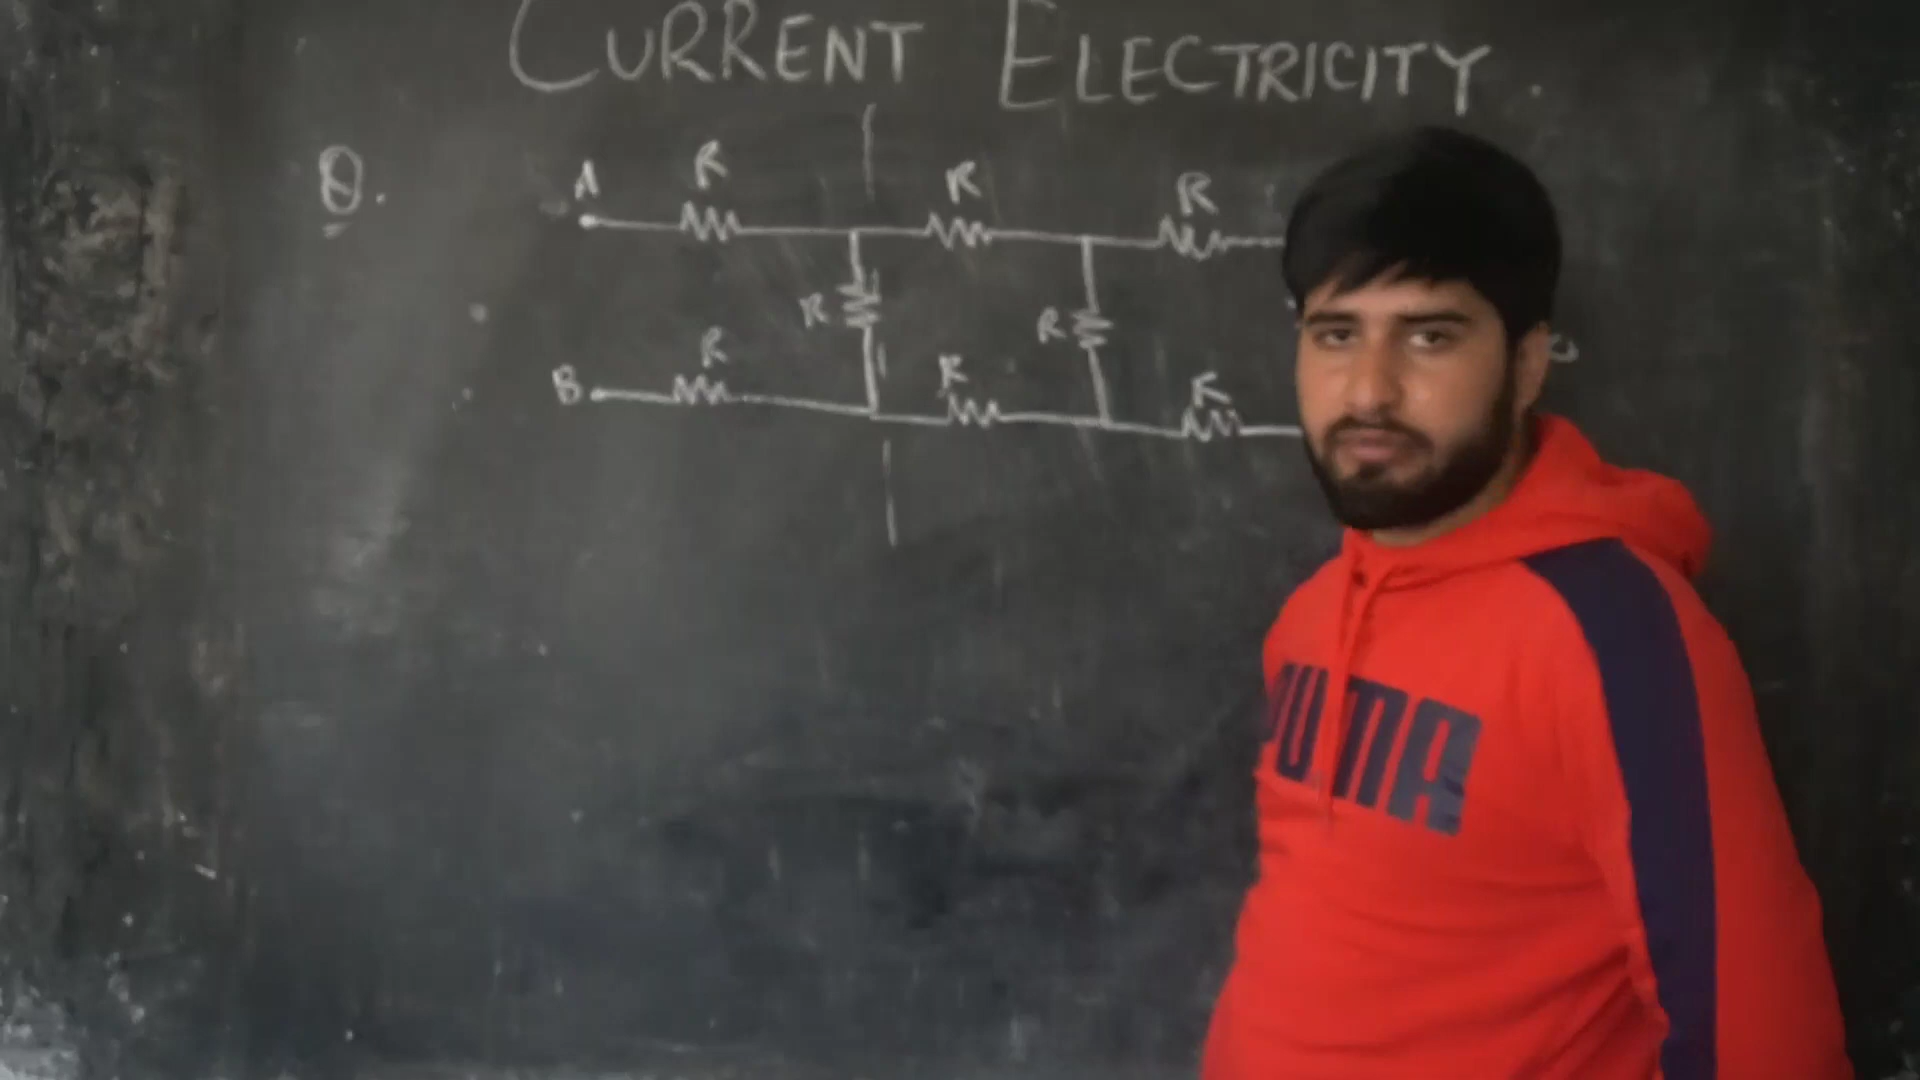 CURRENT ELECTRICITY.
Q.
A R R R
R R
B R R R
PUMA